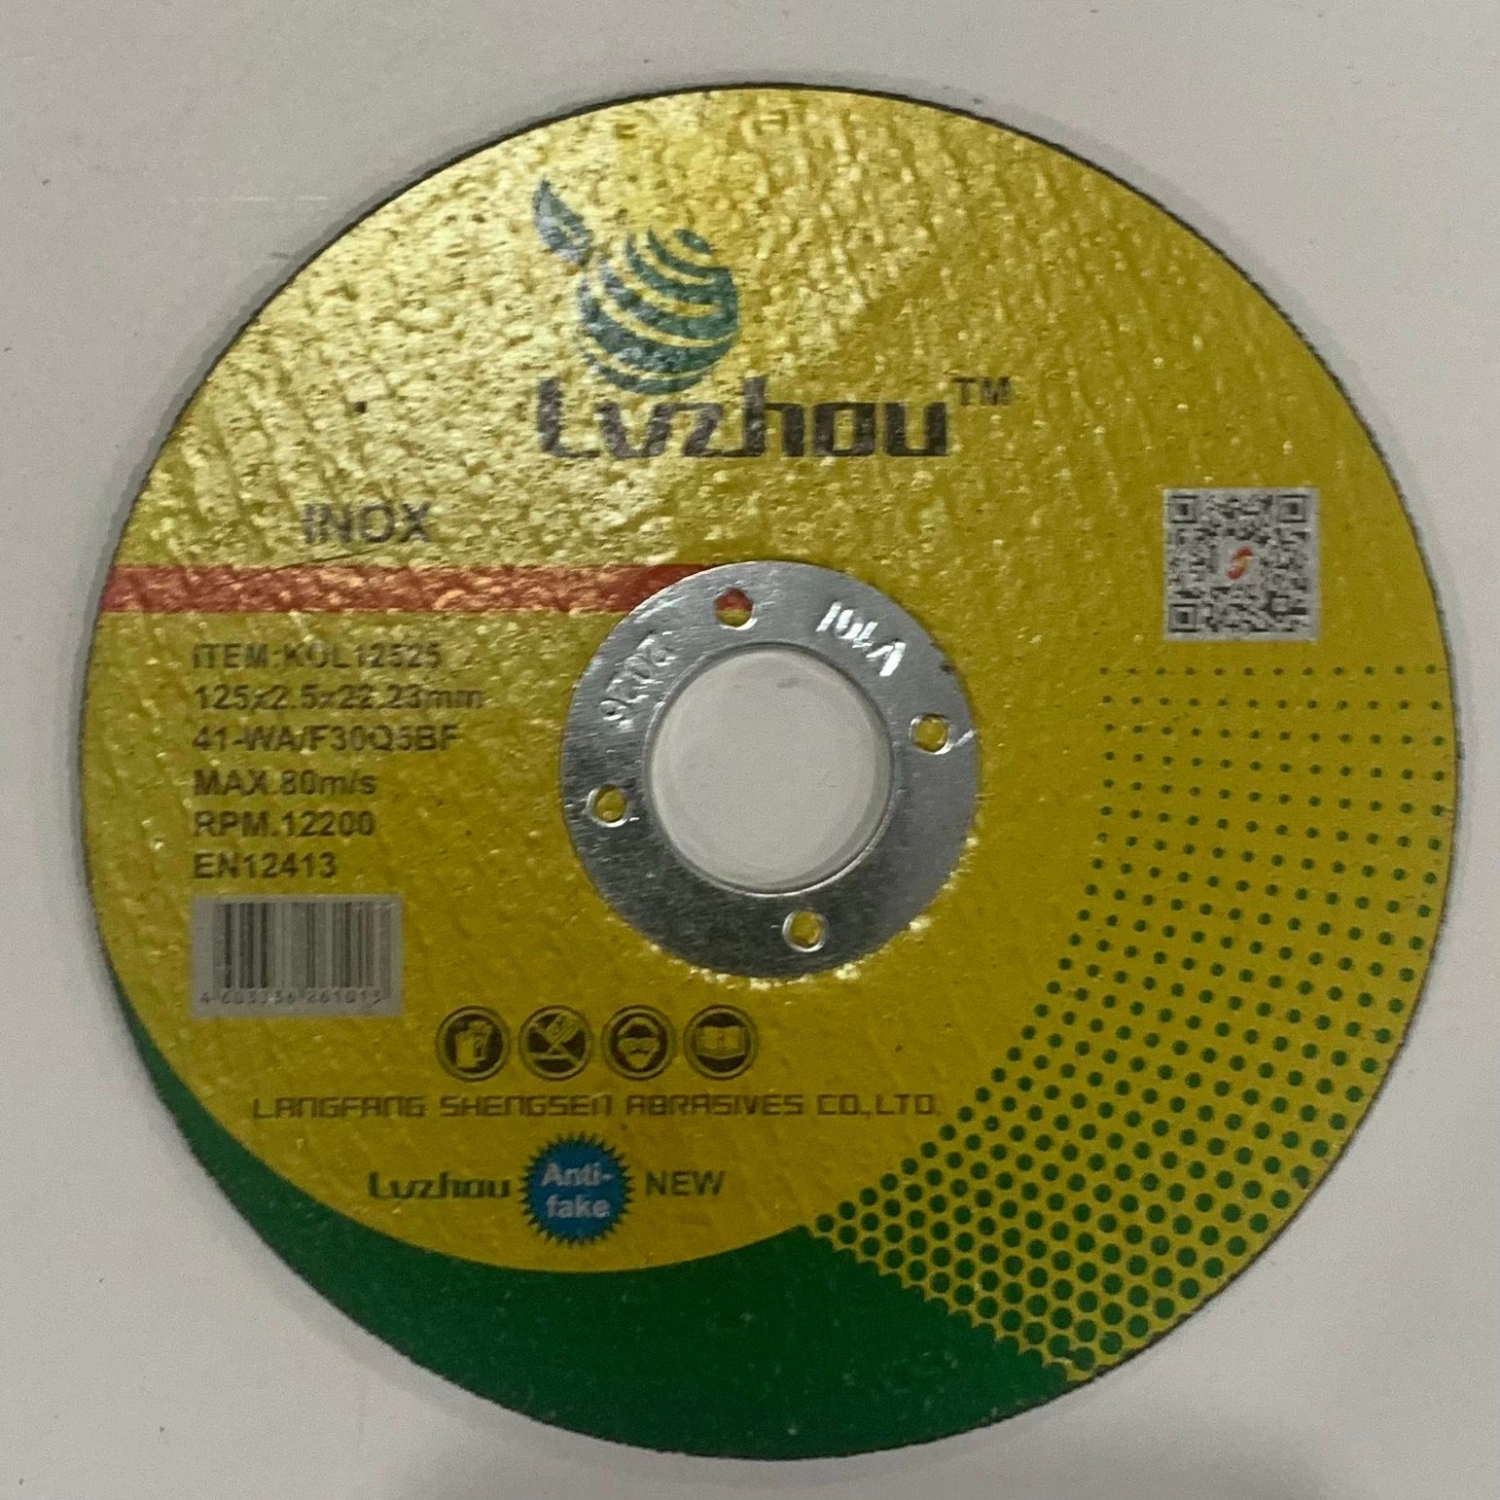 Lvzhou™
INOX
ITEM:KOL12525
125x2.5x22.23mm
41-WA/F30Q5BF
MAX.80m/s
RPM.12200
EN12413
LANGFANG SHENGSEN ABRASIVES CO.,LTD.
Lvzhou Anti-fake NEW